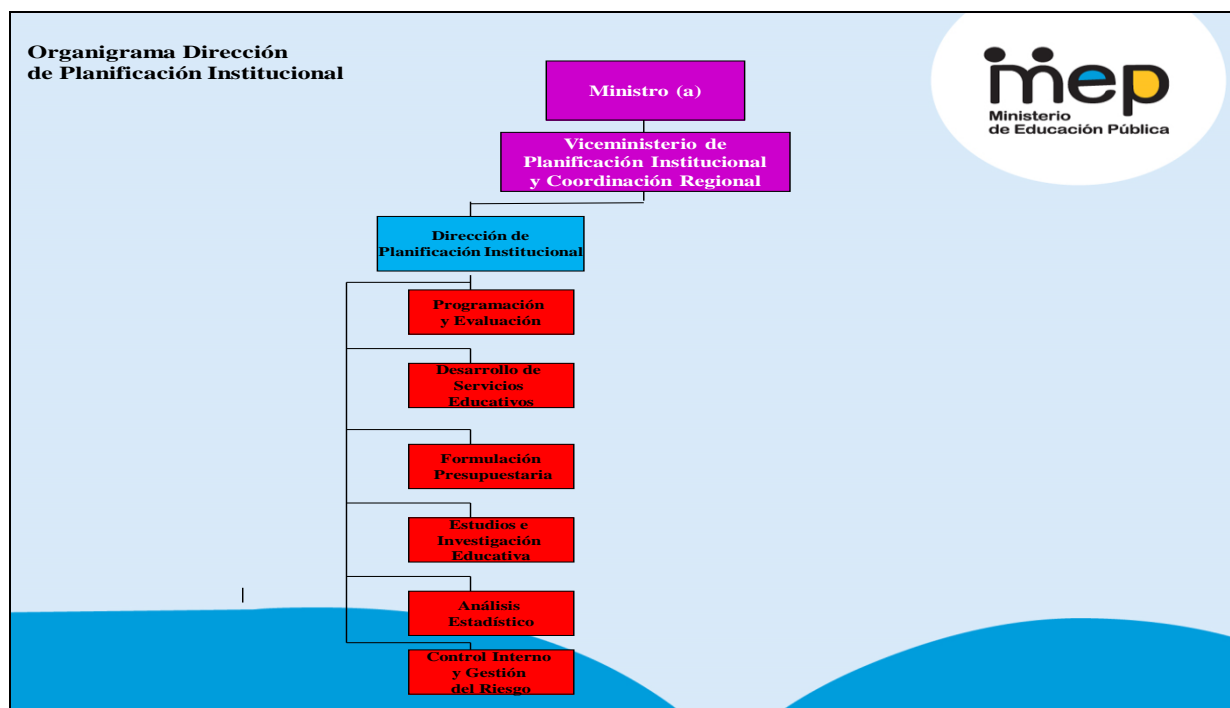 Organigrama Dirección
de Planificación Institucional
mep
Ministerio
de Educación Pública
Ministro (a)
Viceministerio de
Planificación Institucional
y Coordinación Regional
Dirección de
Planificación Institucional
Programación
y Evaluación
Desarrollo de
Servicios
Educativos
Formulación
Presupuestaria
Estudios e
Investigación
Educativa
Análisis
Estadístico
Control Interno
y Gestión
del Riesgo